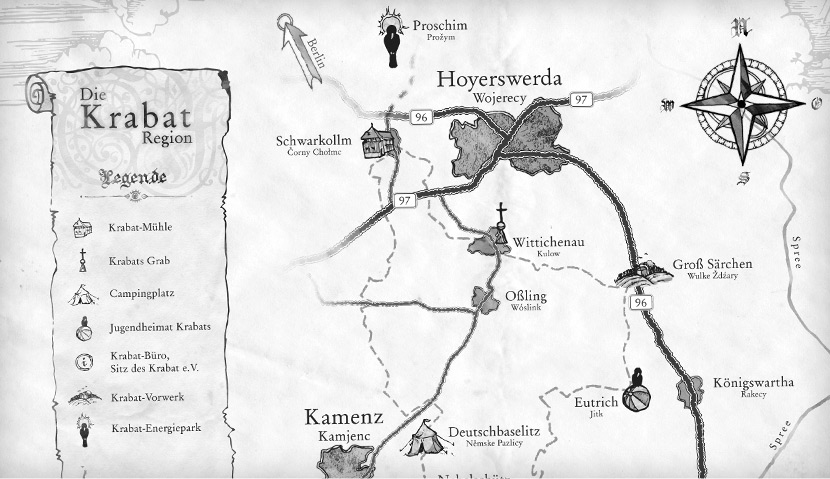 Die
Krabat
Region
Legende
Krabat-Mühle
Krabats Grab
Campingplatz
Jugendheimat Krabats
Krabat-Büro,
Sitz des Krabat e.V.
Krabat-Vorwerk
Krabat-Energiepark
Proschim
Prožym
Berlin
Hoyerswerda
Wojerecy
96
97
N
W
O
S
Schwarkollm
Čorny Chołmc
97
Wittichenau
Kulow
Spree
Groß Särchen
Wulke Ždźary
96
Oßling
Wóslink
Königswartha
Rakecy
Eutrich
Jitk
Kamenz
Kamjenc
Deutschbaselitz
Němske Pazlicy
Spree